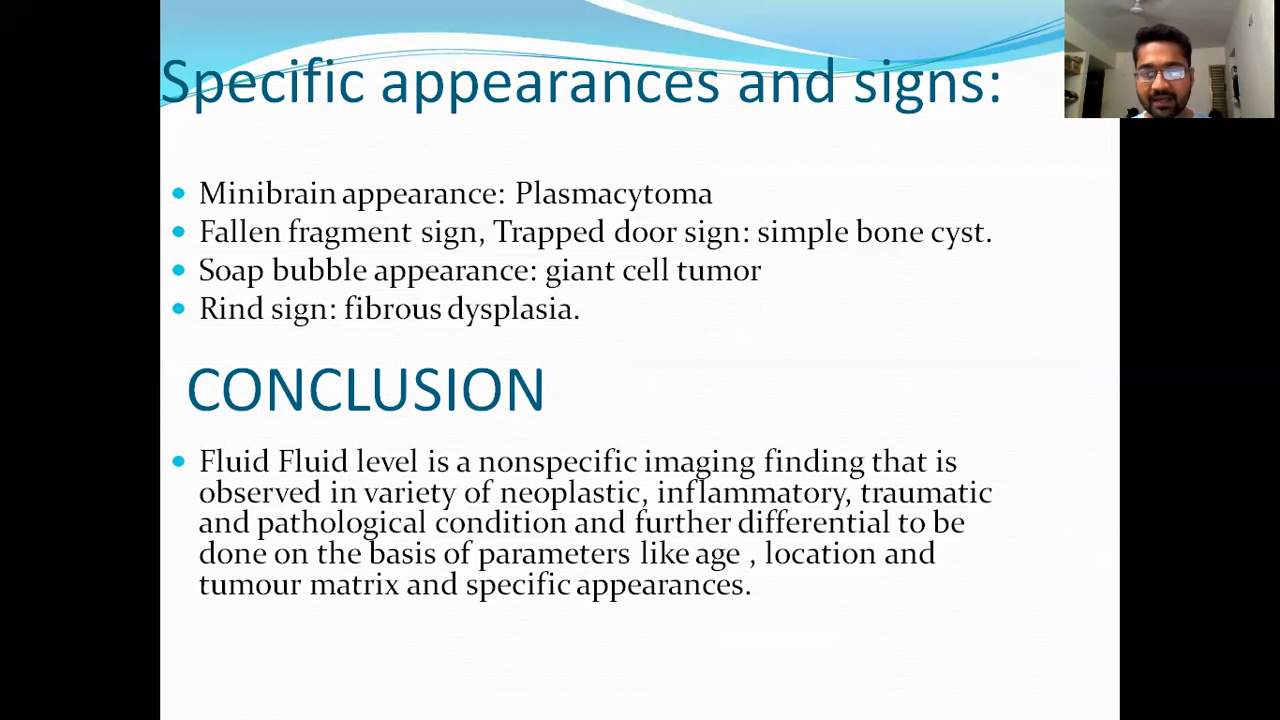 Specific appearances and signs:
• Minibrain appearance: Plasmacytoma
• Fallen fragment sign, Trapped door sign: simple bone cyst.
• Soap bubble appearance: giant cell tumor
• Rind sign: fibrous dysplasia.
CONCLUSION
• Fluid Fluid level is a nonspecific imaging finding that is
observed in variety of neoplastic, inflammatory, traumatic
and pathological condition and further differential to be
done on the basis of parameters like age , location and
tumour matrix and specific appearances.